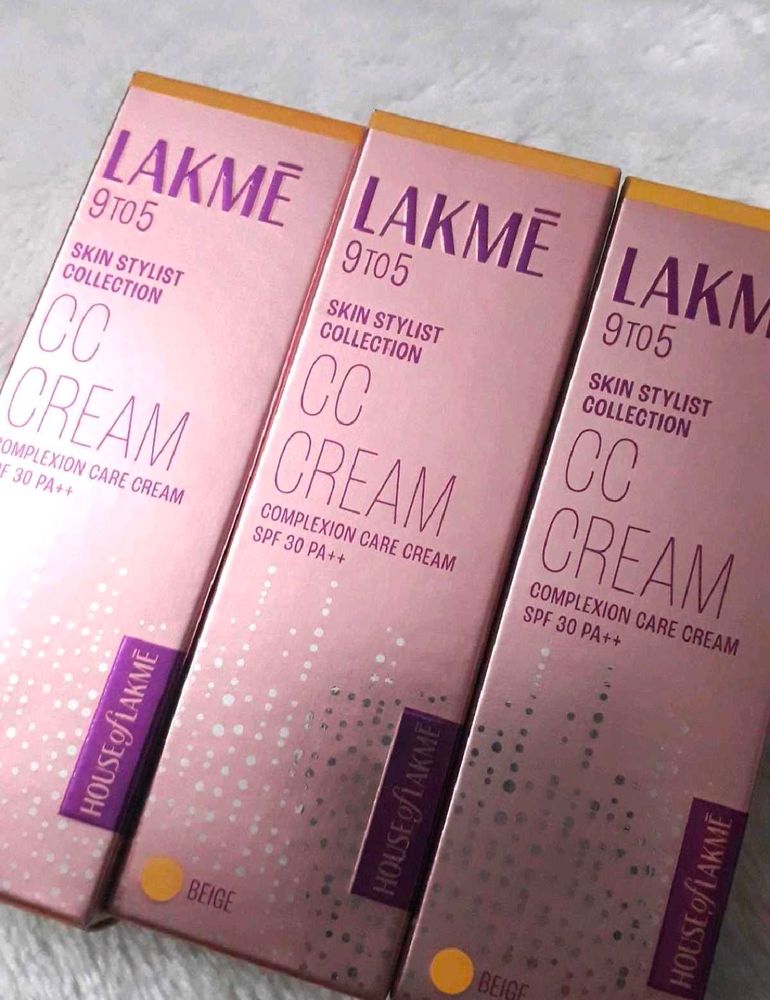 LAKMĒ
9TO5
SKIN STYLIST
COLLECTION
CC
CREAM
COMPLEXION CARE CREAM
SPF 30 PA++
HOUSE of LAKMĒ
LAKMĒ
9TO5
SKIN STYLIST
COLLECTION
CC
CREAM
COMPLEXION CARE CREAM
SPF 30 PA++
HOUSE of LAKMĒ
BEIGE
LAKM
9TO5
SKIN STYLIST
COLLECTION
CC
CREAM
COMPLEXION CARE CREAM
SPF 30 PA++
HOUSE of LAKMĒ
BEIGE